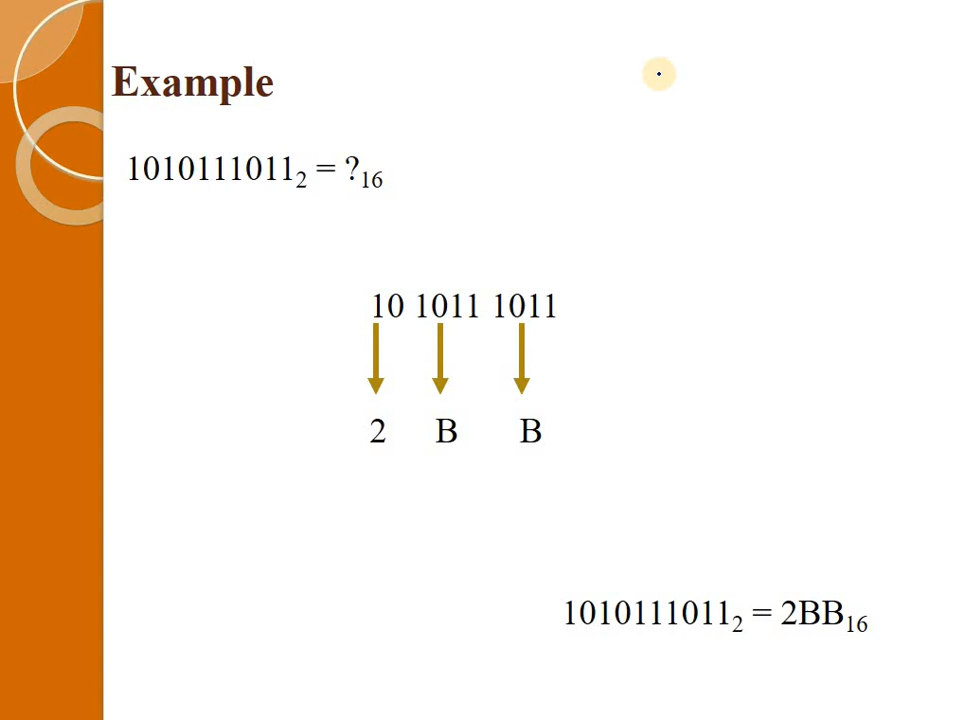 Example
1010111011₂ = ?₁₆
10 1011 1011
2 B B
1010111011₂ = 2BB₁₆